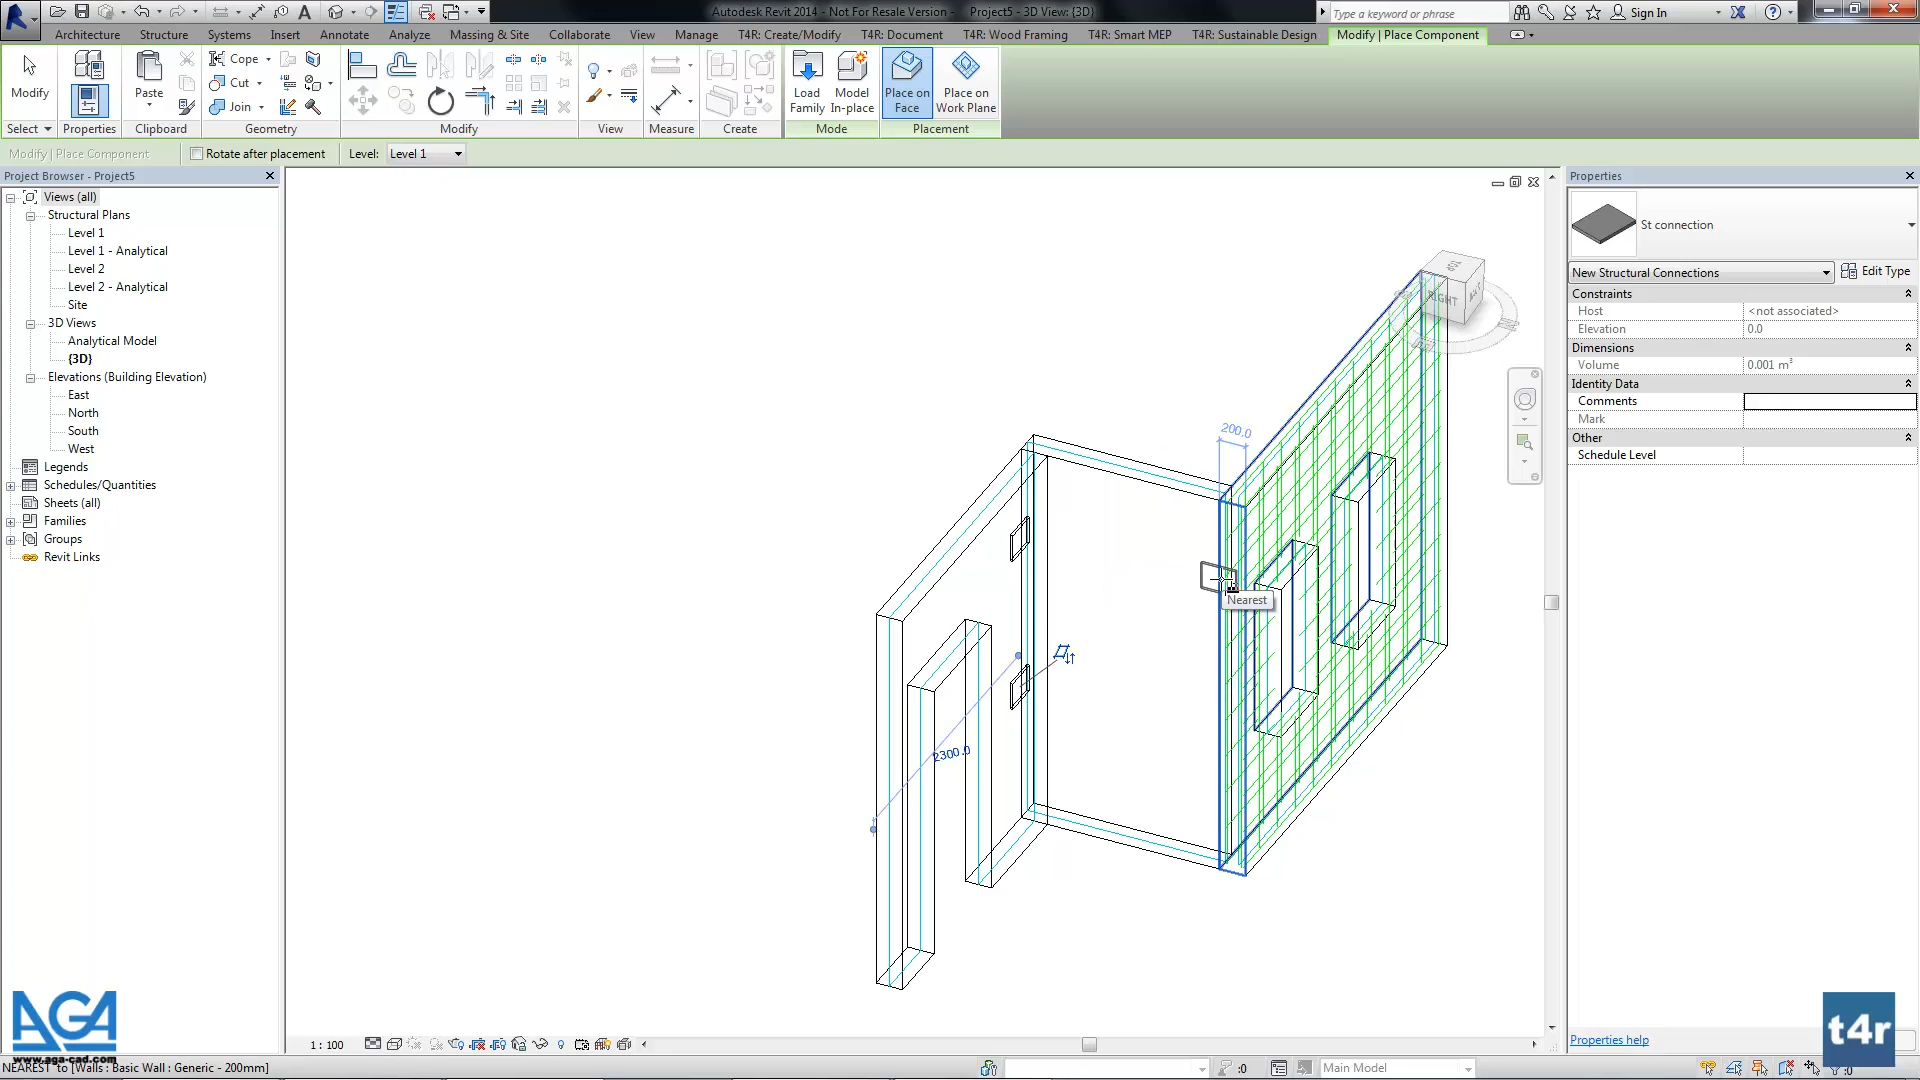 Autodesk Revit 2014 - Not For Resale Version - Project5 - 3D View: {3D}
Type a keyword or phrase
Sign In
Architecture Structure Systems Insert Annotate Analyze Massing & Site Collaborate View Manage T4R: Create/Modify T4R: Document T4R: Wood Framing T4R: Smart MEP T4R: Sustainable Design Modify | Place Component
Modify
Paste
Cope
Cut
Join
Load Family
Model In-place
Place on Face
Place on Work Plane
Select Properties Clipboard Geometry Modify View Measure Create Mode Placement
Modify | Place Component
Rotate after placement
Level: Level 1
Project Browser - Project5
Views (all)
Structural Plans
Level 1
Level 1 - Analytical
Level 2
Level 2 - Analytical
Site
3D Views
Analytical Model
{3D}
Elevations (Building Elevation)
East
North
South
West
Legends
Schedules/Quantities
Sheets (all)
Families
Groups
Revit Links
TOP
RIGHT
200.0
Nearest
2300.0
Properties
St connection
New Structural Connections
Edit Type
Constraints
Host <not associated>
Elevation 0.0
Dimensions
Volume 0.001 m³
Identity Data
Comments
Mark
Other
Schedule Level
Properties help
AGA
www.aga-cad.com
t4r
1 : 100
NEAREST to [Walls : Basic Wall : Generic - 200mm]
:0
Main Model
:0